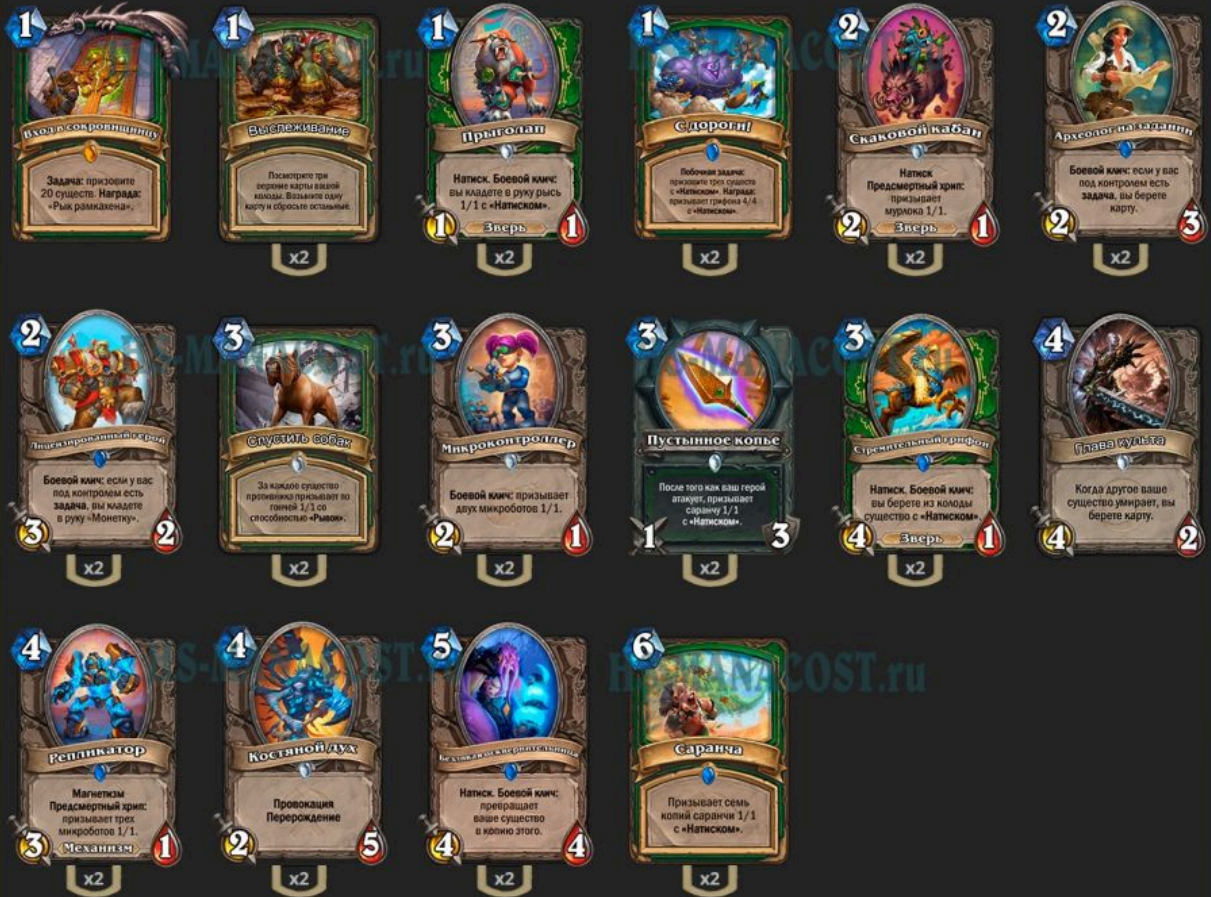 1
Вход в сокровищницу
Задача: призовите
20 существ. Награда:
«Рык рамкахена».
1
Выслеживание
Посмотрите три
верхние карты вашей
колоды. Возьмите одну
карту и сбросьте остальные.
x2
1
Прыголап
Натиск. Боевой клич:
вы кладете в руку рысь
1/1 с «Натиском».
1
Зверь
1
x2
1
С дороги!
Побочная задача:
призовите трех существ
с «Натиском». Награда:
призывает грифона 4/4
с «Натиском».
x2
2
Скаковой кабан
Натиск
Предсмертный хрип:
призывает
мурлока 1/1.
2
Зверь
1
x2
2
Археолог на задании
Боевой клич: если у вас
под контролем есть
задача, вы берете
карту.
2
3
x2
2
Лицензированный герой
Боевой клич: если у вас
под контролем есть
задача, вы кладете
в руку «Монетку».
3
2
x2
3
Спустить собак
За каждое существо
противника призывает по
гончей 1/1 со
способностью «Рывок».
x2
3
Микроконтроллер
Боевой клич: призывает
двух микроботов 1/1.
2
1
x2
3
Пустынное копье
После того как ваш герой
атакует, призывает
саранчу 1/1
с «Натиском».
1
3
x2
3
Стремительный грифон
Натиск. Боевой клич:
вы берете из колоды
существо с «Натиском».
4
Зверь
1
x2
4
Глава культа
Когда другое ваше
существо умирает, вы
берете карту.
4
2
4
Репликатор
Магнетизм
Предсмертный хрип:
призывает трех
микроботов 1/1.
3
Механизм
1
x2
4
Костяной дух
Провокация
Перерождение
2
5
x2
5
Безликая осквернительница
Натиск. Боевой клич:
превращает
ваше существо
в копию этого.
4
4
x2
6
Саранча
Призывает семь
копий саранчи 1/1
с «Натиском».
x2
HS-MANACOST.ru